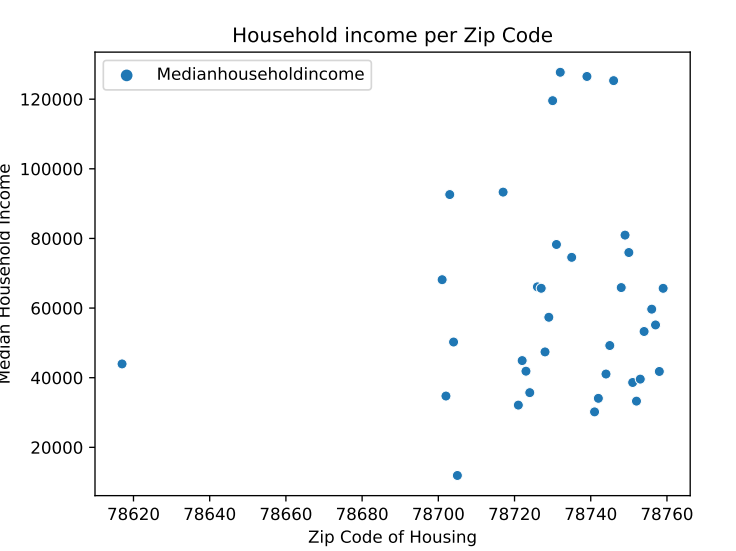 Household income per Zip Code
Medianhouseholdincome
Median Household Income
120000
100000
80000
60000
40000
20000
78620 78640 78660 78680 78700 78720 78740 78760
Zip Code of Housing